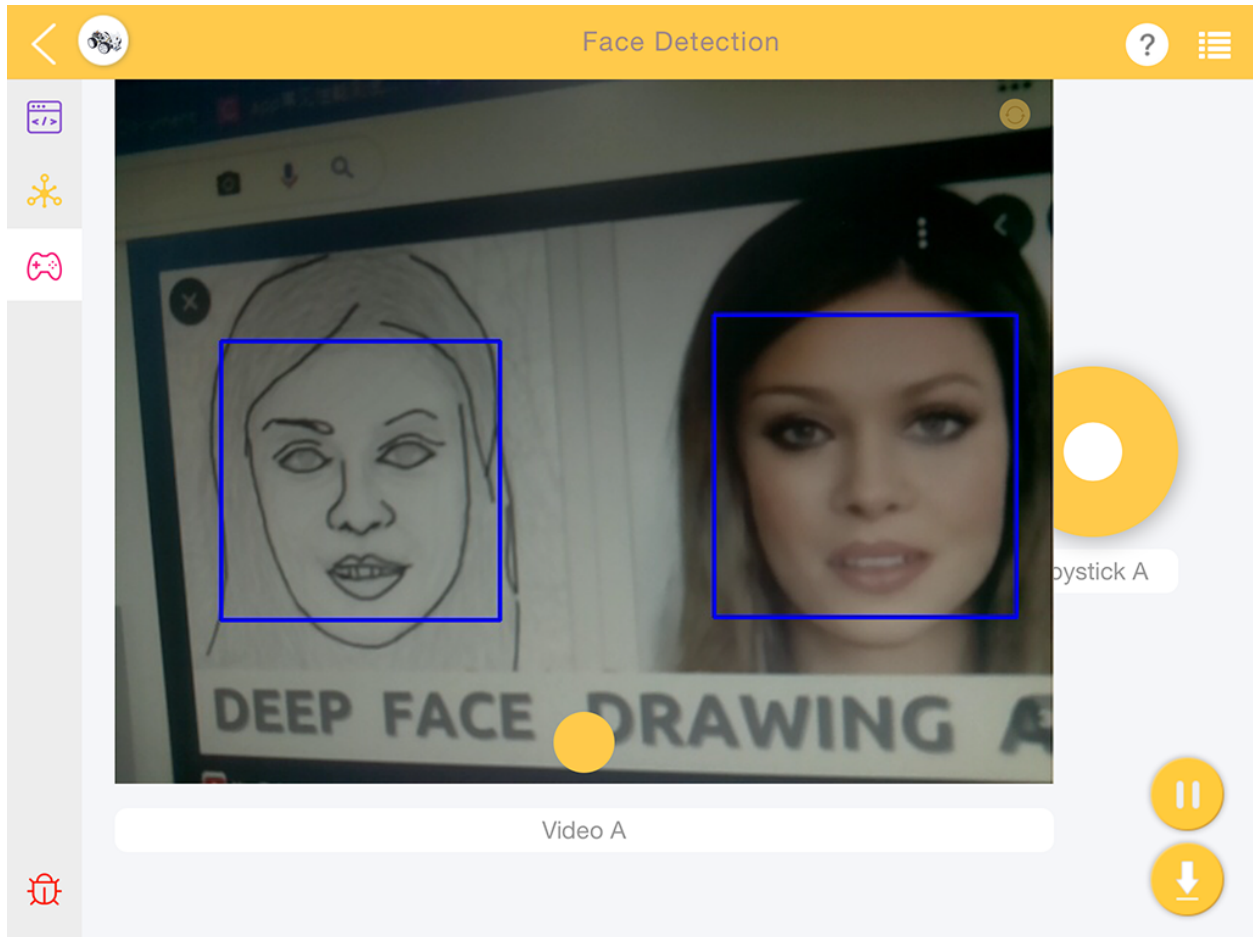 Face Detection
?
</>
DEEP FACE DRAWING A
oystick A
Video A